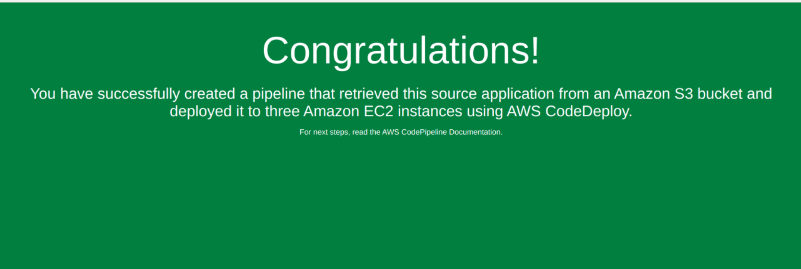 Congratulations!
You have successfully created a pipeline that retrieved this source application from an Amazon S3 bucket and
deployed it to three Amazon EC2 instances using AWS CodeDeploy.
For next steps, read the AWS CodePipeline Documentation.